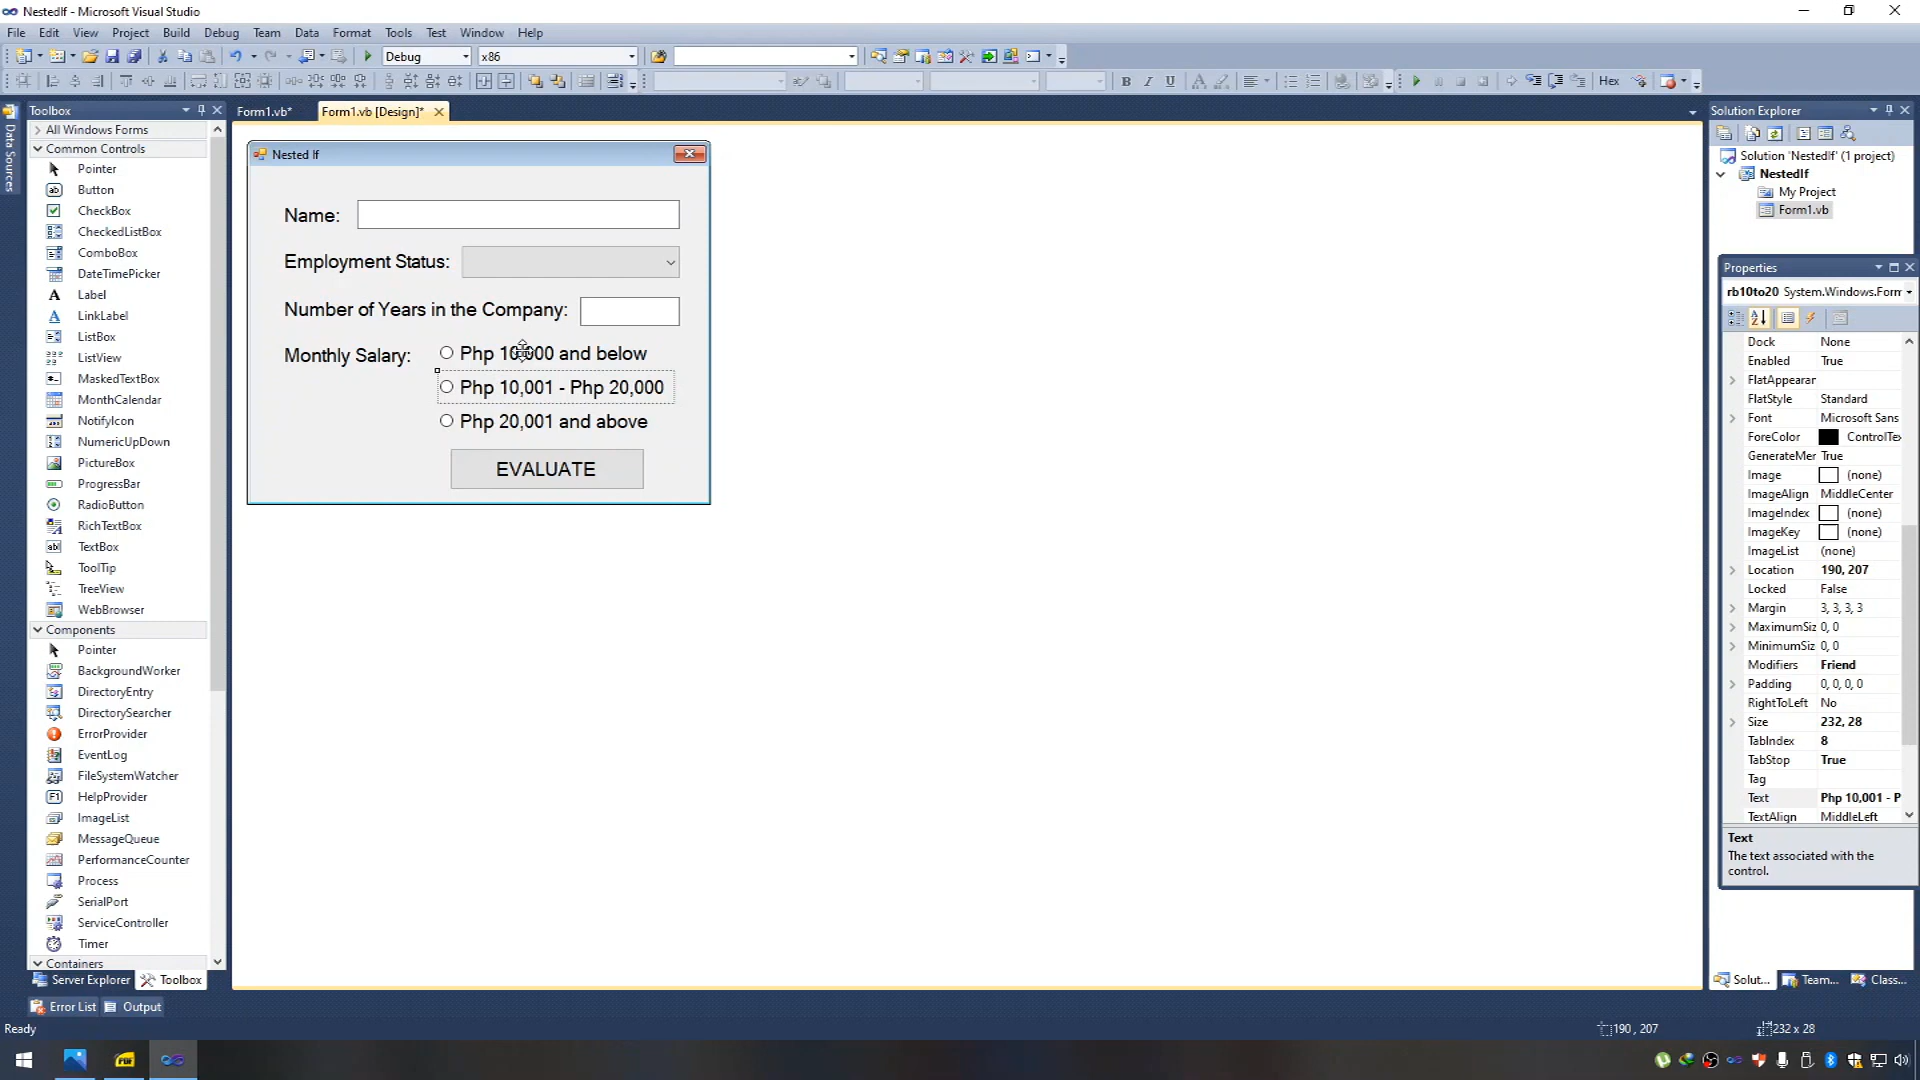 NestedIf - Microsoft Visual Studio
File Edit View Project Build Debug Team Data Format Tools Test Window Help
Debug x86
Hex
Data Sources
Toolbox
All Windows Forms
Common Controls
Pointer
Button
CheckBox
CheckedListBox
ComboBox
DateTimePicker
Label
LinkLabel
ListBox
ListView
MaskedTextBox
MonthCalendar
NotifyIcon
NumericUpDown
PictureBox
ProgressBar
RadioButton
RichTextBox
TextBox
ToolTip
TreeView
WebBrowser
Components
Pointer
BackgroundWorker
DirectoryEntry
DirectorySearcher
ErrorProvider
EventLog
FileSystemWatcher
HelpProvider
ImageList
MessageQueue
PerformanceCounter
Process
SerialPort
ServiceController
Timer
Containers
Server Explorer Toolbox
Form1.vb* Form1.vb [Design]*
Nested If
Name:
Employment Status:
Number of Years in the Company:
Monthly Salary: Php 10,000 and below
Php 10,001 - Php 20,000
Php 20,001 and above
EVALUATE
Solution Explorer
Solution 'NestedIf' (1 project)
NestedIf
My Project
Form1.vb
Properties
rb10to20 System.Windows.Form
Dock None
Enabled True
FlatAppearar
FlatStyle Standard
Font Microsoft Sans
ForeColor ControlTex
GenerateMer True
Image (none)
ImageAlign MiddleCenter
ImageIndex (none)
ImageKey (none)
ImageList (none)
Location 190, 207
Locked False
Margin 3, 3, 3, 3
MaximumSiz 0, 0
MinimumSiz 0, 0
Modifiers Friend
Padding 0, 0, 0, 0
RightToLeft No
Size 232, 28
TabIndex 8
TabStop True
Tag
Text Php 10,001 - P
TextAlign MiddleLeft
Text
The text associated with the
control.
Solut... Team... Class...
Error List Output
Ready 190 , 207 232 x 28